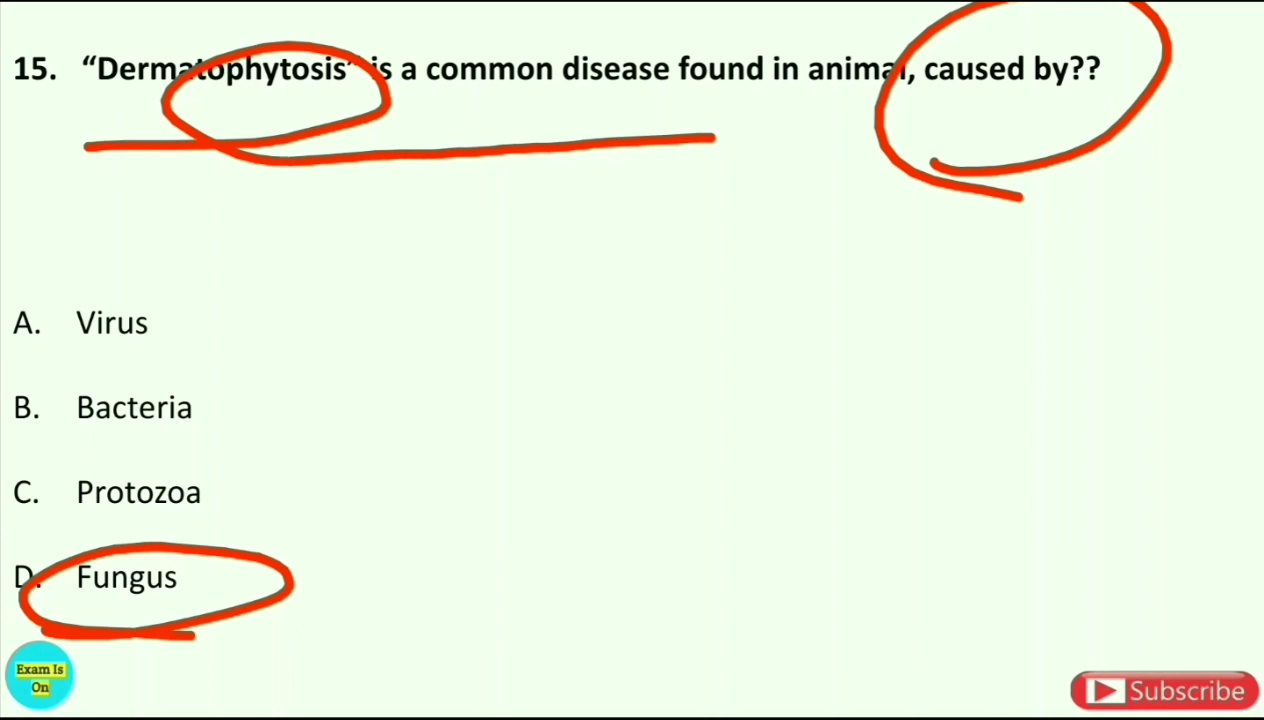 15. “Dermatophytosis” is a common disease found in animal, caused by??
A. Virus
B. Bacteria
C. Protozoa
D. Fungus
Exam Is
On
Subscribe